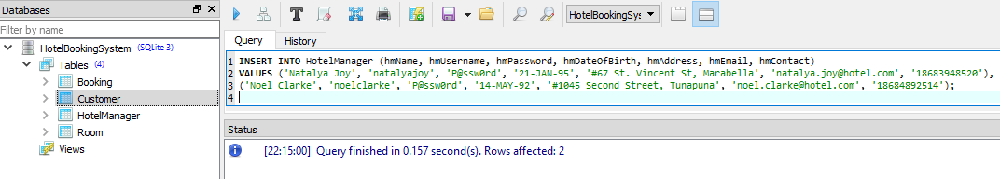 Databases
Filter by name
HotelBookingSystem (SQLite 3)
Tables (4)
Booking
Customer
HotelManager
Room
Views
HotelBookingSys
Query History
1 INSERT INTO HotelManager (hmName, hmUsername, hmPassword, hmDateOfBirth, hmAddress, hmEmail, hmContact)
2 VALUES ('Natalya Joy', 'natalyajoy', 'P@ssw0rd', '21-JAN-95', '#67 St. Vincent St, Marabella', 'natalya.joy@hotel.com', '18683948520'),
3 ('Noel Clarke', 'noelclarke', 'P@ssw0rd', '14-MAY-92', '#1045 Second Street, Tunapuna', 'noel.clarke@hotel.com', '18684892514');
4
Status
[22:15:00] Query finished in 0.157 second(s). Rows affected: 2